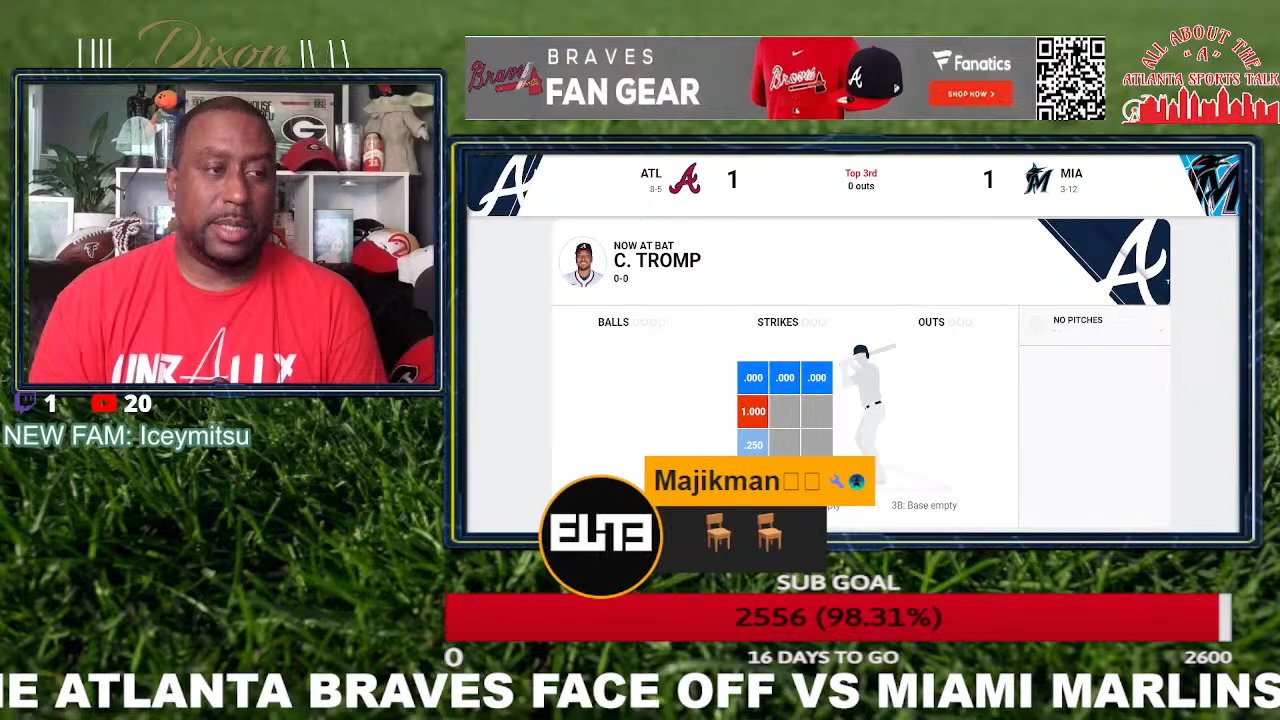 Dixon
BRAVES
FAN GEAR
Braves
Braves
Fanatics
SHOP NOW >
ALL ABOUT THE
"A"
ATLANTA SPORTS TALK
ATL
8-5
1
Top 3rd
0 outs
1
MIA
3-12
NOW AT BAT
C. TROMP
0-0
BALLS
STRIKES
OUTS
NO PITCHES
.000
.000
.000
1.000
.250
3B: Base empty
1
20
NEW FAM: Iceymitsu
Majikman
ELITE
SUB GOAL
2556 (98.31%)
0
16 DAYS TO GO
2600
HE ATLANTA BRAVES FACE OFF VS MIAMI MARLINS